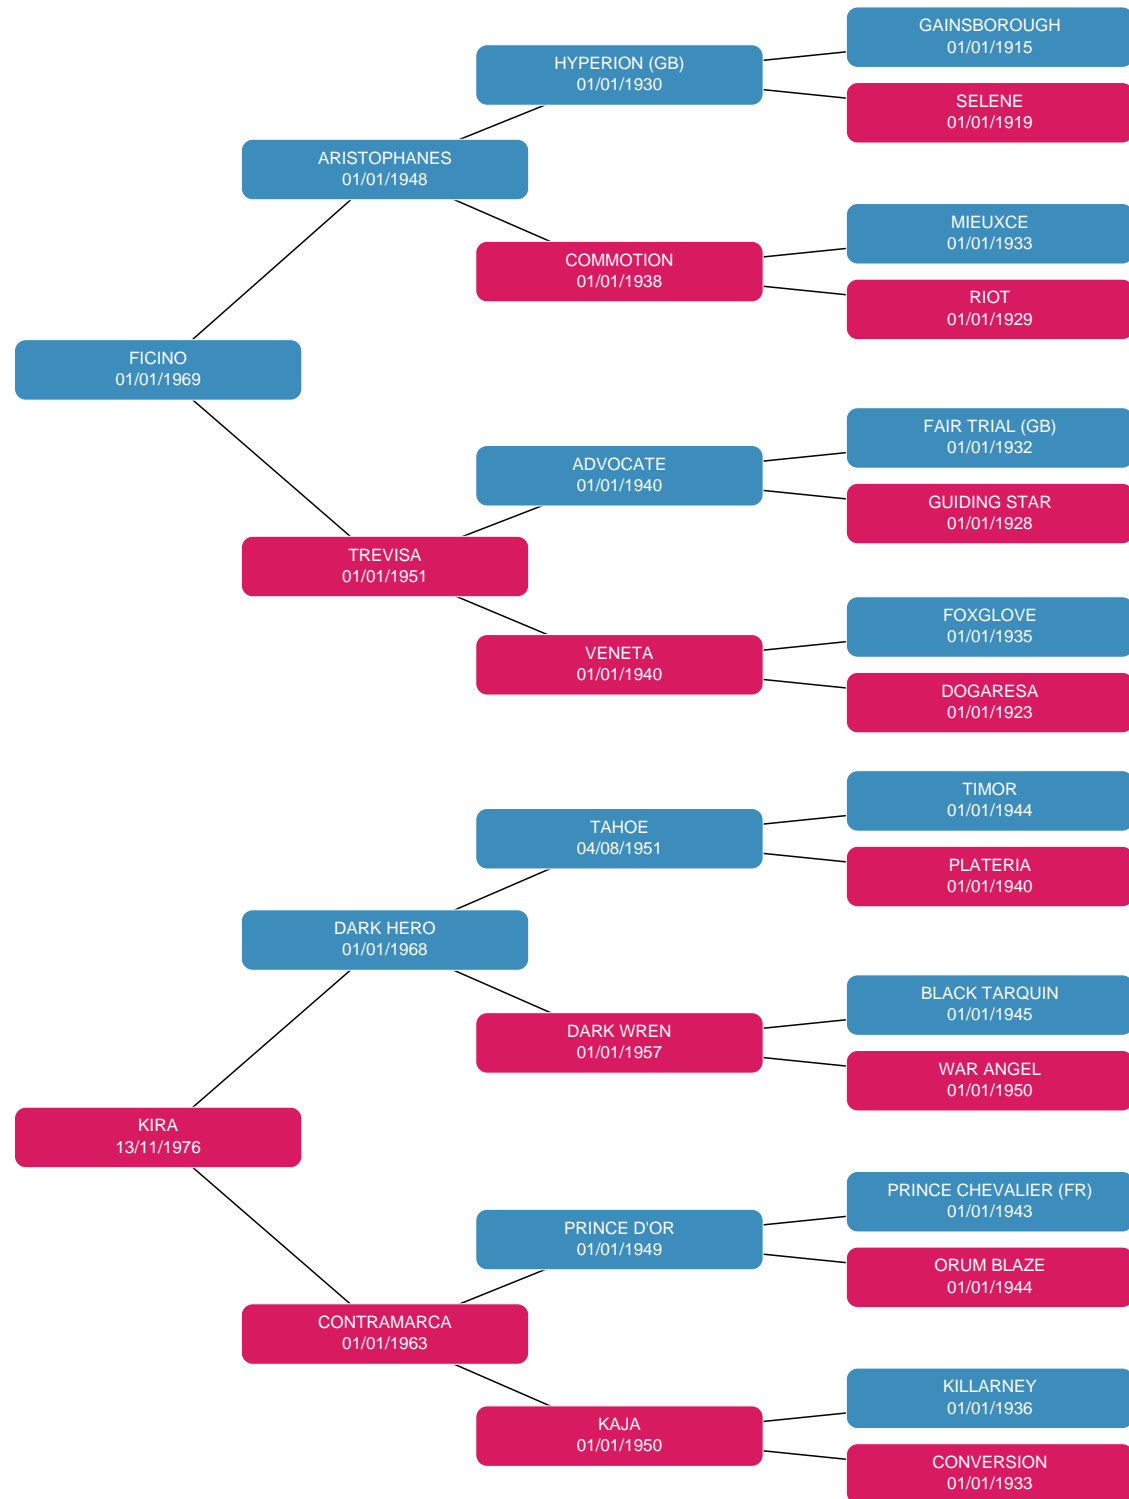 GAINSBOROUGH
01/01/1915
HYPERION (GB)
01/01/1930
SELENE
01/01/1919
ARISTOPHANES
01/01/1948
MIEUXCE
01/01/1933
COMMOTION
01/01/1938
RIOT
01/01/1929
FICINO
01/01/1969
FAIR TRIAL (GB)
01/01/1932
ADVOCATE
01/01/1940
GUIDING STAR
01/01/1928
TREVISA
01/01/1951
FOXGLOVE
01/01/1935
VENETA
01/01/1940
DOGARESA
01/01/1923
TIMOR
01/01/1944
TAHOE
04/08/1951
PLATERIA
01/01/1940
DARK HERO
01/01/1968
BLACK TARQUIN
01/01/1945
DARK WREN
01/01/1957
WAR ANGEL
01/01/1950
KIRA
13/11/1976
PRINCE CHEVALIER (FR)
01/01/1943
PRINCE D'OR
01/01/1949
ORUM BLAZE
01/01/1944
CONTRAMARCA
01/01/1963
KILLARNEY
01/01/1936
KAJA
01/01/1950
CONVERSION
01/01/1933